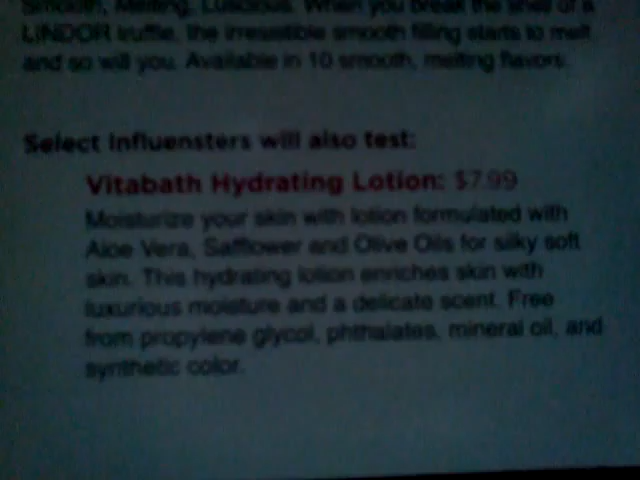 Smooth, Melting, Luscious. When you break the shell of a
LINDOR truffle, the irresistible smooth filling starts to melt
and so will you. Available in 10 smooth, melting flavors.
Select Influensters will also test:
Vitabath Hydrating Lotion: $7.99
Moisturize your skin with lotion formulated with
Aloe Vera, Safflower and Olive Oils for silky soft
skin. This hydrating lotion enriches skin with
luxurious moisture and a delicate scent. Free
from propylene glycol, phthalates, mineral oil, and
synthetic color.